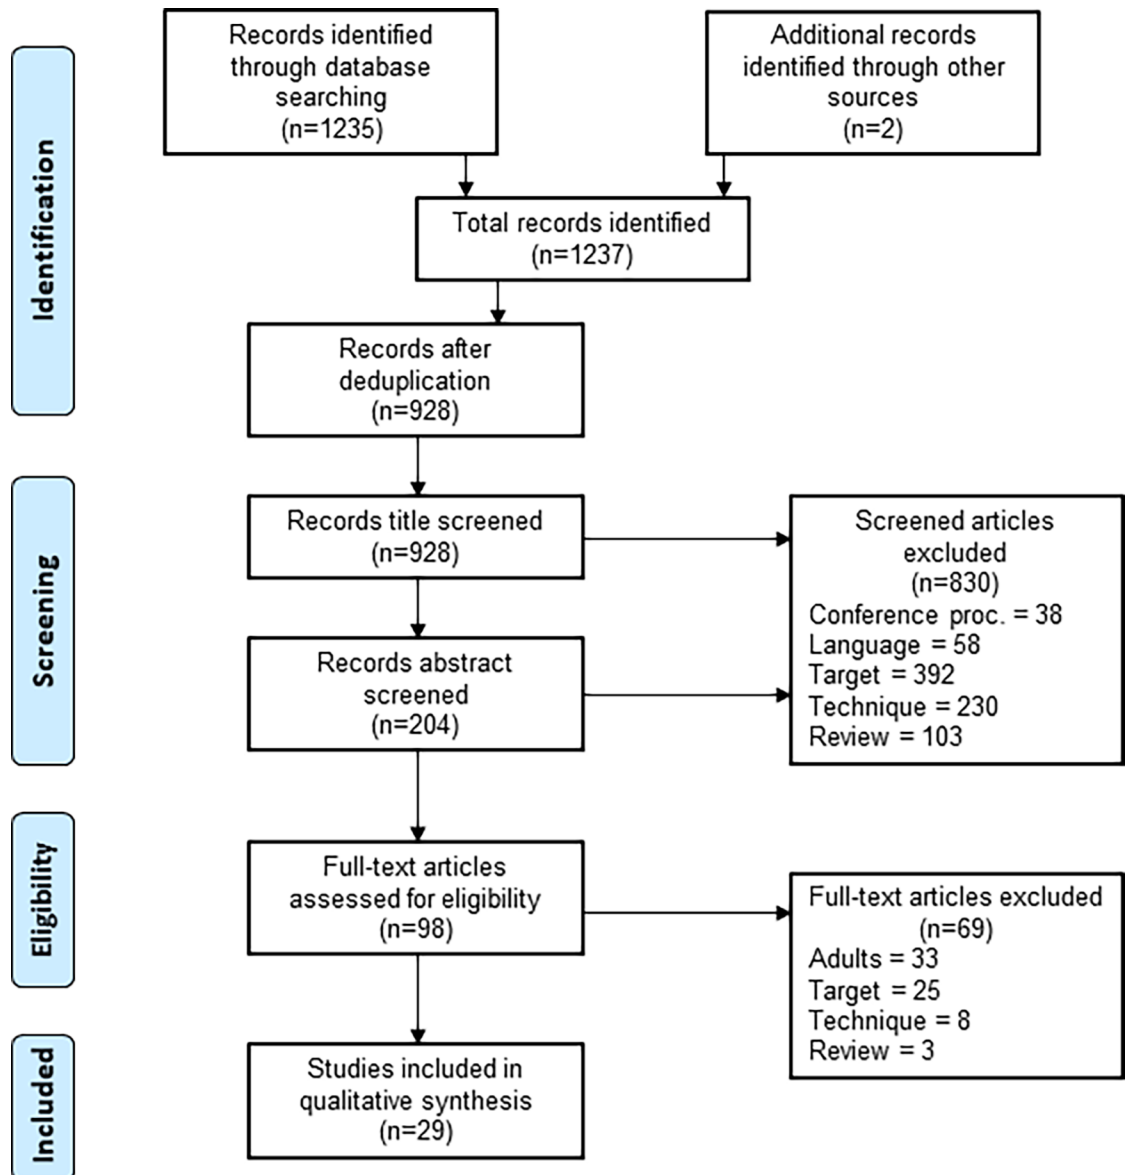 Identification
Records identified
through database
searching
(n=1235)
Additional records
identified through other
sources
(n=2)
Total records identified
(n=1237)
Records after
deduplication
(n=928)
Screening
Records title screened
(n=928)
Screened articles
excluded
(n=830)
Conference proc. = 38
Language = 58
Target = 392
Technique = 230
Review = 103
Records abstract
screened
(n=204)
Eligibility
Full-text articles
assessed for eligibility
(n=98)
Full-text articles excluded
(n=69)
Adults = 33
Target = 25
Technique = 8
Review = 3
Included
Studies included in
qualitative synthesis
(n=29)